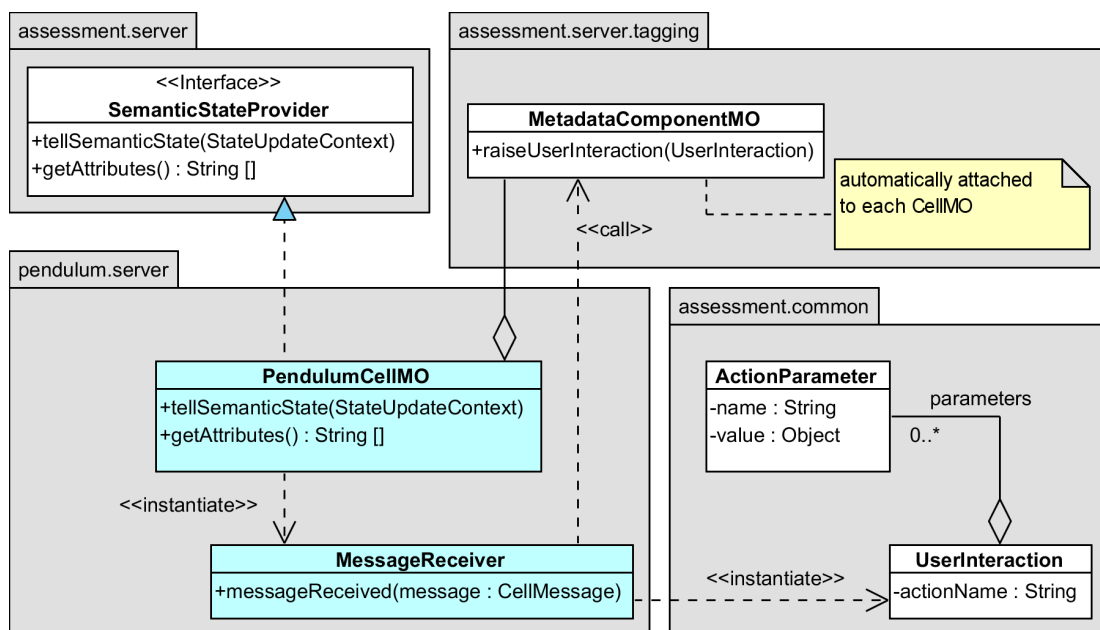 assessment.server
<<Interface>>
SemanticStateProvider
+tellSemanticState(StateUpdateContext)
+getAttributes() : String []
assessment.server.tagging
MetadataComponentMO
+raiseUserInteraction(UserInteraction)
automatically attached
to each CellMO
<<call>>
pendulum.server
PendulumCellMO
+tellSemanticState(StateUpdateContext)
+getAttributes() : String []
<<instantiate>>
MessageReceiver
+messageReceived(message : CellMessage)
assessment.common
ActionParameter
-name : String
-value : Object
parameters
0..*
<<instantiate>>
UserInteraction
-actionName : String